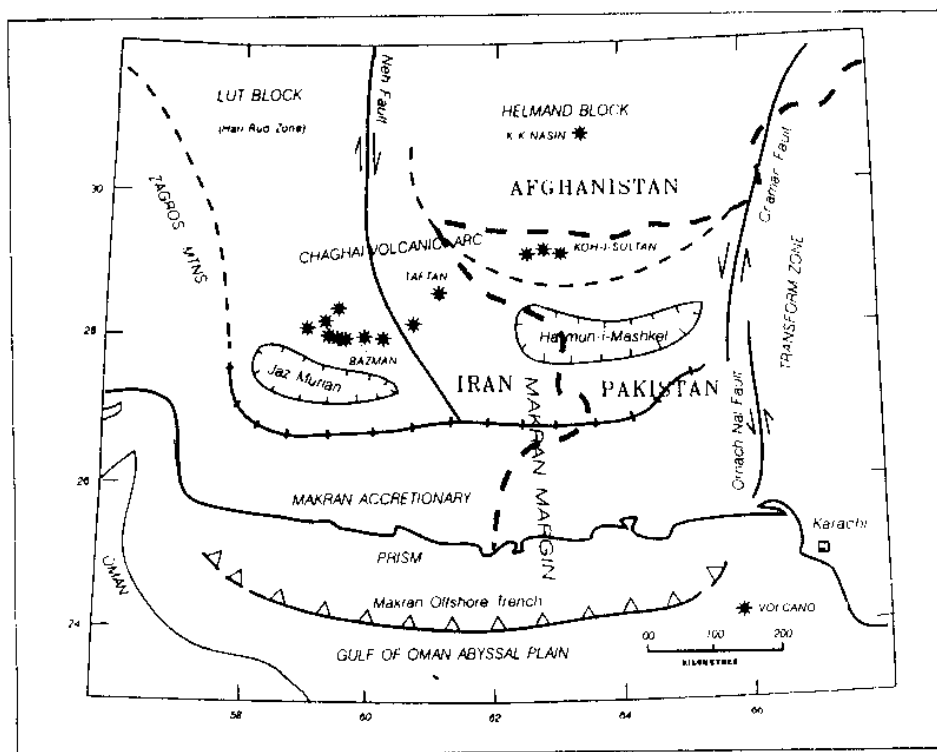 LUT BLOCK
(Hari Rud Zone)
Neh Fault
HELMAND BLOCK
K K NASIN
AFGHANISTAN
Craman Fault
30
ZAGROS MTNS
CHAGHAI VOLCANIC ARC
KOH-I-SULTAN
TAFTAN
TRANSFORM ZONE
28
Hamun-i-Mashkel
BAZMAN
Jaz Murian
IRAN
PAKISTAN
MAKRAN MARGIN
Ornach Nal Fault
26
MAKRAN ACCRETIONARY
Karachi
PRISM
OMAN
Makran Offshore trench
VOLCANO
24
00 100 200
KILOMETRES
GULF OF OMAN ABYSSAL PLAIN
58 60 62 64 66